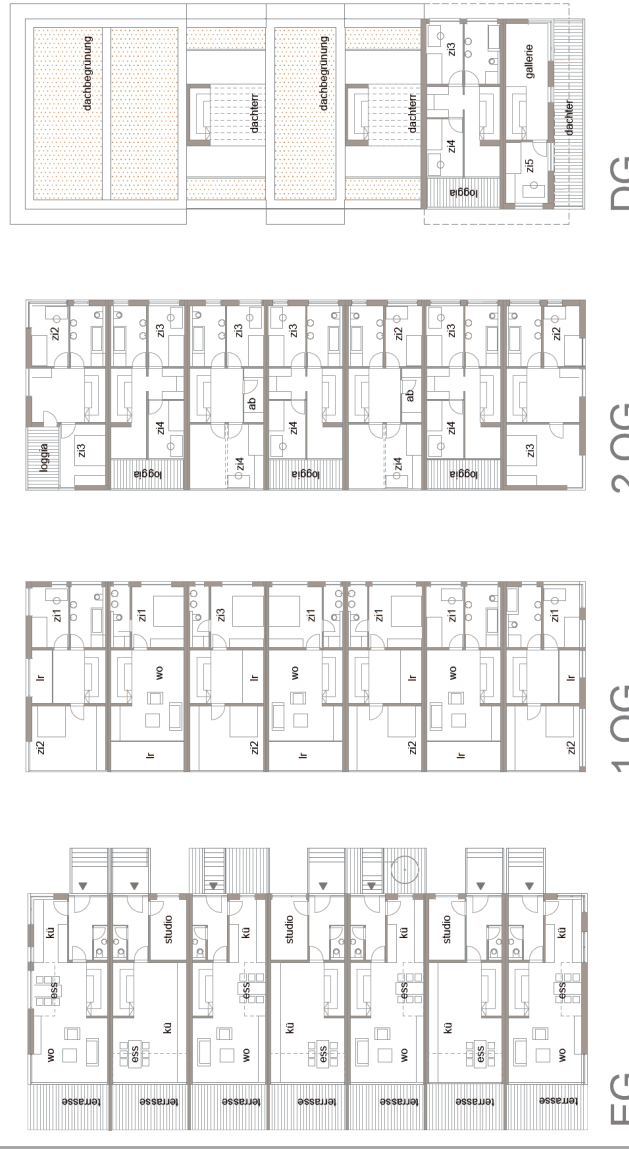 dachbegrünung
dachterr
dachbegrünung
dachterr
zi3
zi4
loggia
gallerie
zi5
dachter
DG
zi2
loggia
zi3
zi3
zi4
loggia
zi3
ab
zi4
zi3
zi4
loggia
zi2
ab
zi4
zi3
zi4
loggia
zi2
zi3
2.OG
zi1
lr
zi2
zi1
wo
lr
zi3
lr
zi2
zi1
wo
lr
zi1
lr
zi2
zi1
wo
zi1
lr
zi2
1.OG
kü
ess
wo
terrasse
studio
kü
ess
terrasse
kü
ess
wo
terrasse
studio
kü
ess
terrasse
kü
ess
wo
terrasse
studio
kü
ess
terrasse
kü
ess
wo
terrasse
EG